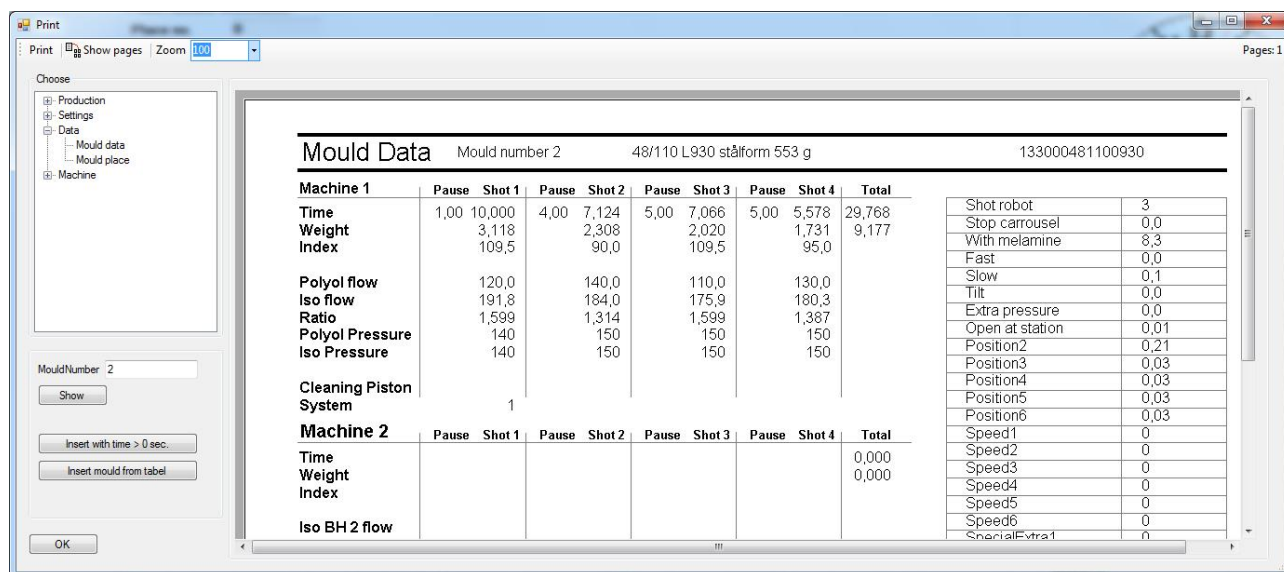 Print
Print Show pages Zoom 100 Pages: 1
Choose
Production
Settings
Data
Mould data
Mould place
Machine
MouldNumber 2
Show
Insert with time > 0 sec.
Insert mould from tabel
OK
Mould Data Mould number 2 48/110 L930 stålform 553 g 133000481100930
Machine 1 Pause Shot 1 Pause Shot 2 Pause Shot 3 Pause Shot 4 Total
Time 1,00 10,000 4,00 7,124 5,00 7,066 5,00 5,578 29,768
Weight 3,118 2,308 2,020 1,731 9,177
Index 109,5 90,0 109,5 95,0
Polyol flow 120,0 140,0 110,0 130,0
Iso flow 191,8 184,0 175,9 180,3
Ratio 1,599 1,314 1,599 1,387
Polyol Pressure 140 150 150 150
Iso Pressure 140 150 150 150
Cleaning Piston
System 1
Machine 2 Pause Shot 1 Pause Shot 2 Pause Shot 3 Pause Shot 4 Total
Time 0,000
Weight 0,000
Index
Iso BH 2 flow
Shot robot 3
Stop carrousel 0,0
With melamine 8,3
Fast 0,0
Slow 0,1
Tilt 0,0
Extra pressure 0,0
Open at station 0,01
Position2 0,21
Position3 0,03
Position4 0,03
Position5 0,03
Position6 0,03
Speed1 0
Speed2 0
Speed3 0
Speed4 0
Speed5 0
Speed6 0
SpecialExtra1 0